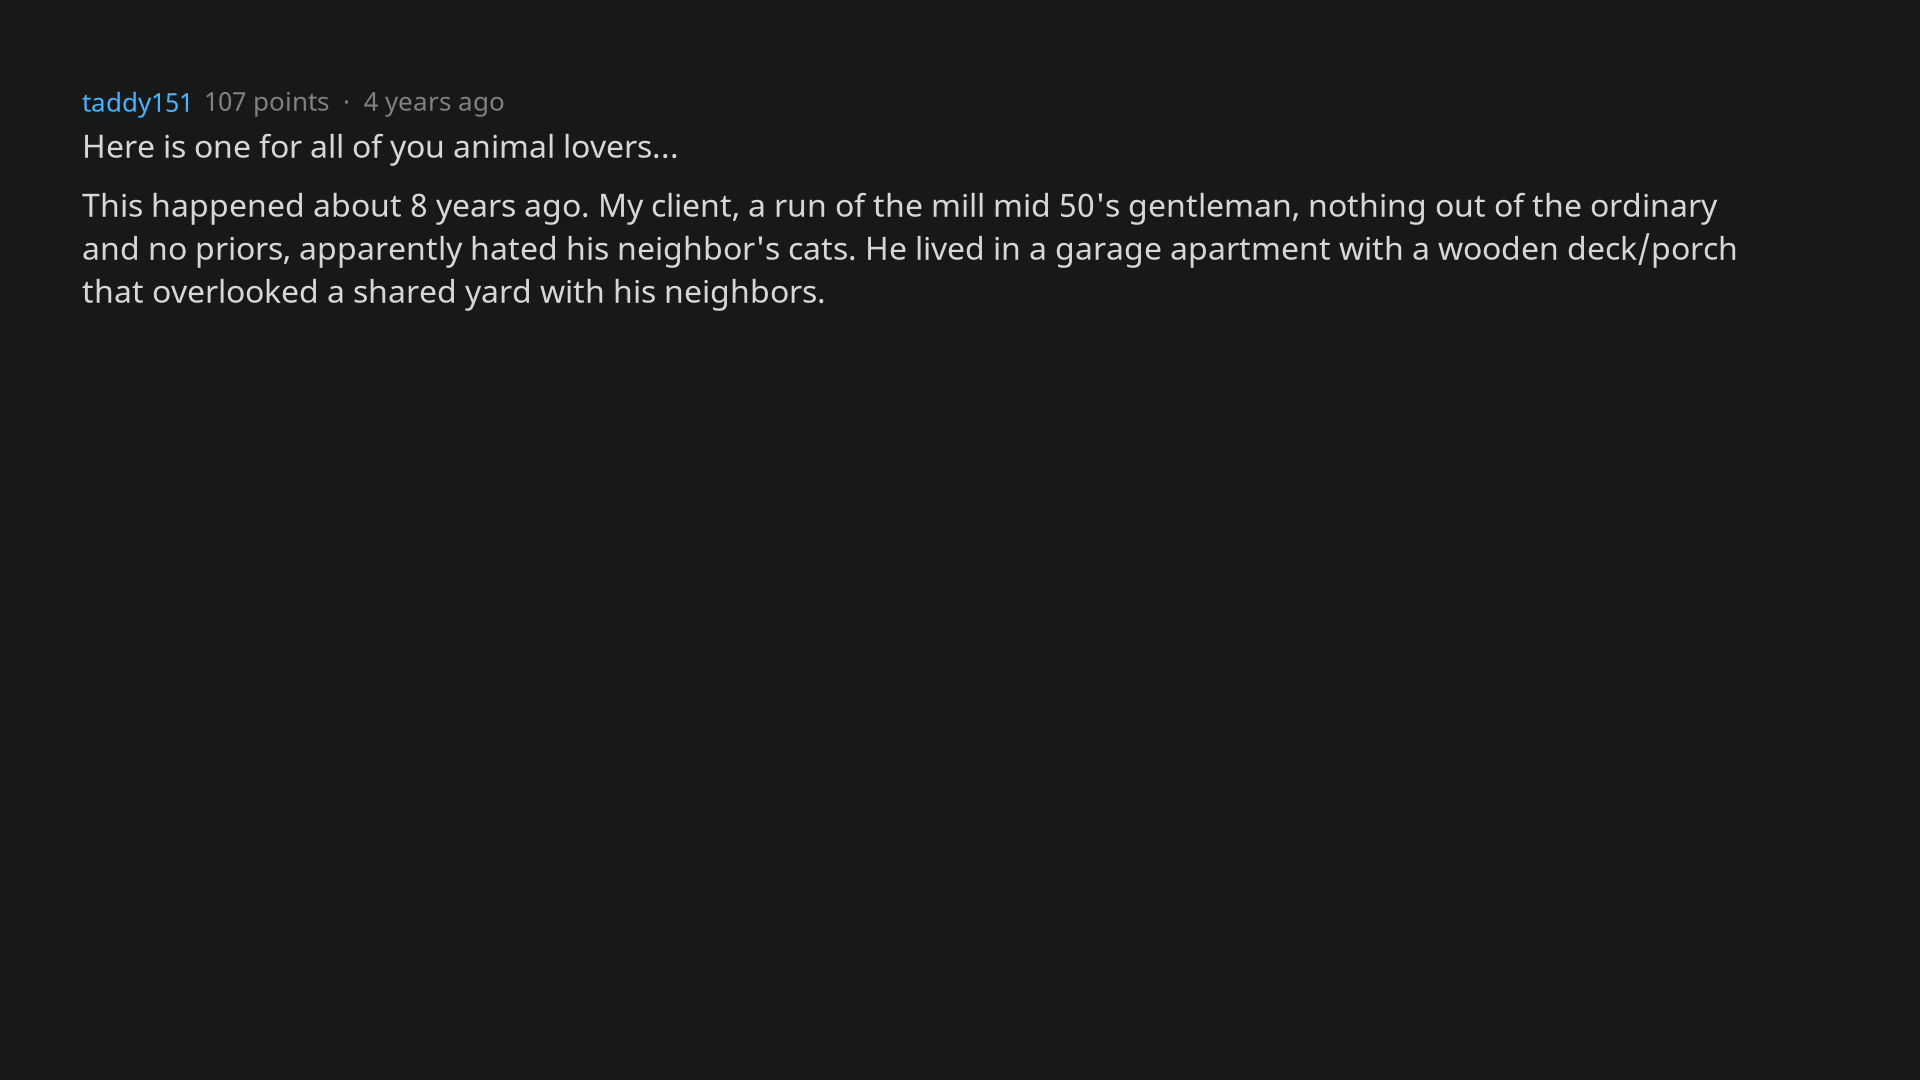 taddy151 107 points · 4 years ago
Here is one for all of you animal lovers...
This happened about 8 years ago. My client, a run of the mill mid 50's gentleman, nothing out of the ordinary
and no priors, apparently hated his neighbor's cats. He lived in a garage apartment with a wooden deck/porch
that overlooked a shared yard with his neighbors.